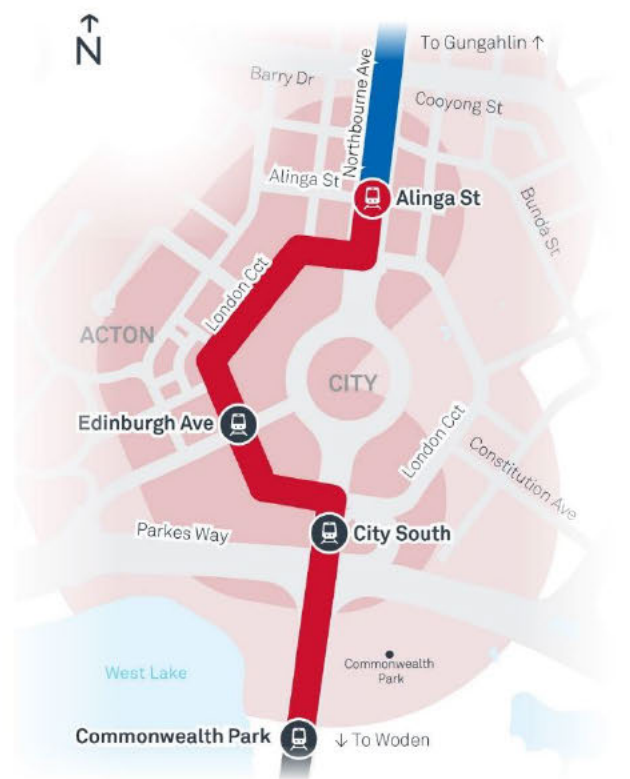 N
To Gungahlin ↑
Barry Dr
Northbourne Ave
Cooyong St
Alinga St
Alinga St
Bunda St
London Cct
ACTON
CITY
Edinburgh Ave
London Cct
Constitution Ave
Parkes Way
City South
Commonwealth
Park
West Lake
Commonwealth Park
↓ To Woden